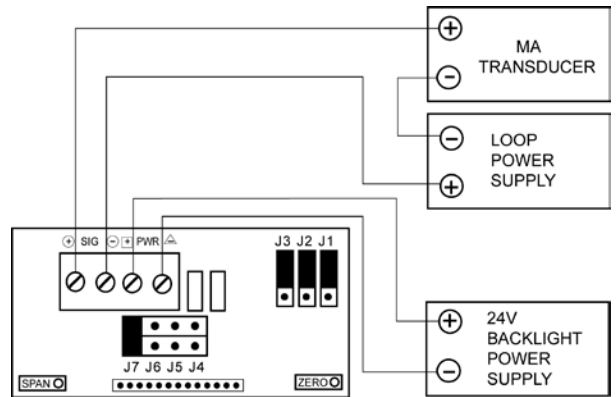 +
MA
TRANSDUCER
−
−
LOOP
POWER
SUPPLY
+
+ SIG − + PWR
J3 J2 J1
+
24V
BACKLIGHT
POWER
SUPPLY
−
J7 J6 J5 J4
SPAN
ZERO